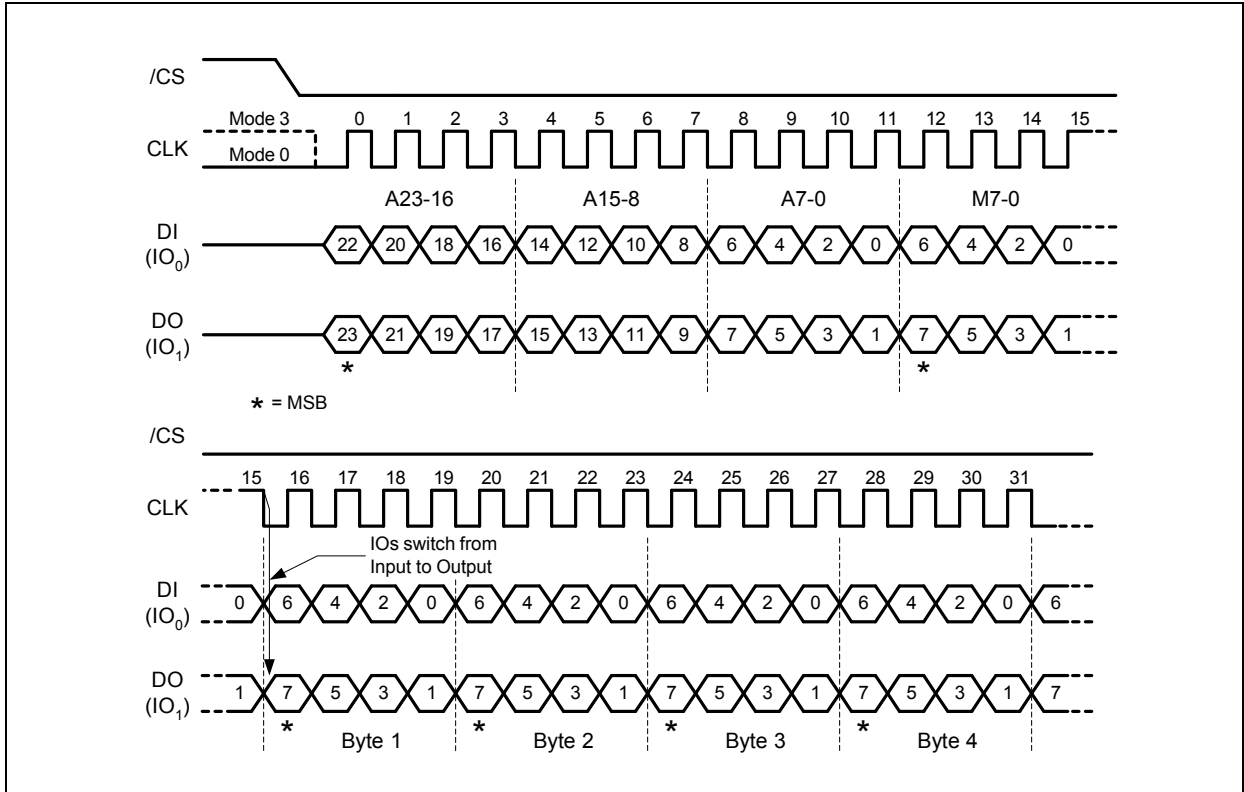 /CS
Mode 3 0 1 2 3 4 5 6 7 8 9 10 11 12 13 14 15
CLK
Mode 0
A23-16 A15-8 A7-0 M7-0
DI
(IO0) 22 20 18 16 14 12 10 8 6 4 2 0 6 4 2 0
DO
(IO1) 23 21 19 17 15 13 11 9 7 5 3 1 7 5 3 1
* *
* = MSB
/CS
15 16 17 18 19 20 21 22 23 24 25 26 27 28 29 30 31
CLK
IOs switch from
Input to Output
DI
(IO0) 0 6 4 2 0 6 4 2 0 6 4 2 0 6 4 2 0 6
DO
(IO1) 1 7 5 3 1 7 5 3 1 7 5 3 1 7 5 3 1 7
* * * *
Byte 1 Byte 2 Byte 3 Byte 4